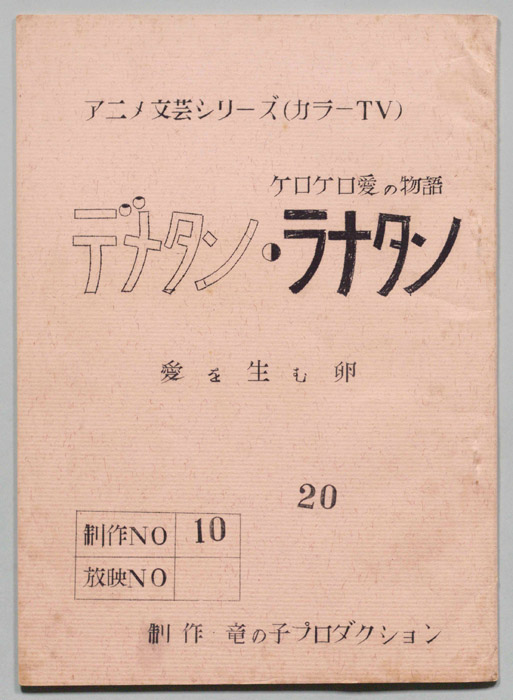 アニメ文芸シリーズ(カラーTV)
ケロケロ愛の物語
デナタン・ラナタン
愛を生む卵
20
制作NO 10
放映NO
制作 竜の子プロダクション